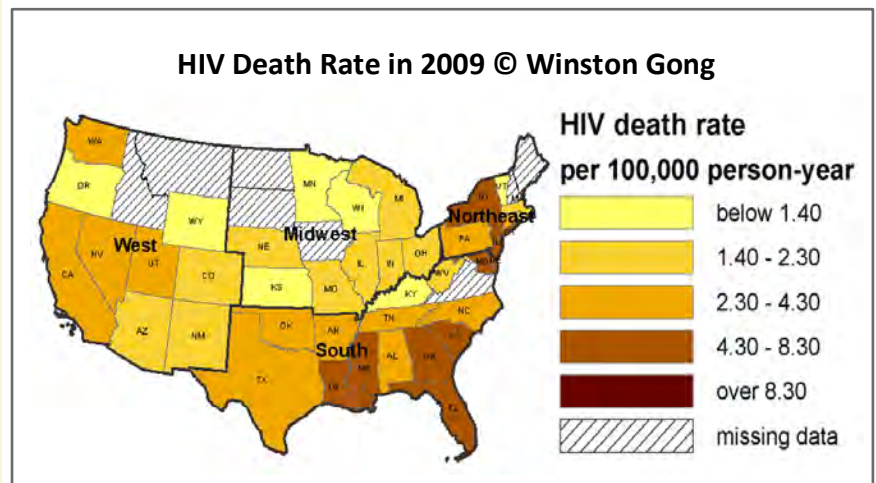 HIV Death Rate in 2009 © Winston Gong
HIV death rate
per 100,000 person-year
below 1.40
1.40 - 2.30
2.30 - 4.30
4.30 - 8.30
over 8.30
missing data
WA
OR
MN
WI
MI
VT
NY
Northeast
WY
NV
West
UT
CA
CO
NE
Midwest
IL
IN
OH
PA
KS
MO
WV
KY
AZ
NM
OK
AR
TN
NC
South
TX
AL
LA
FL